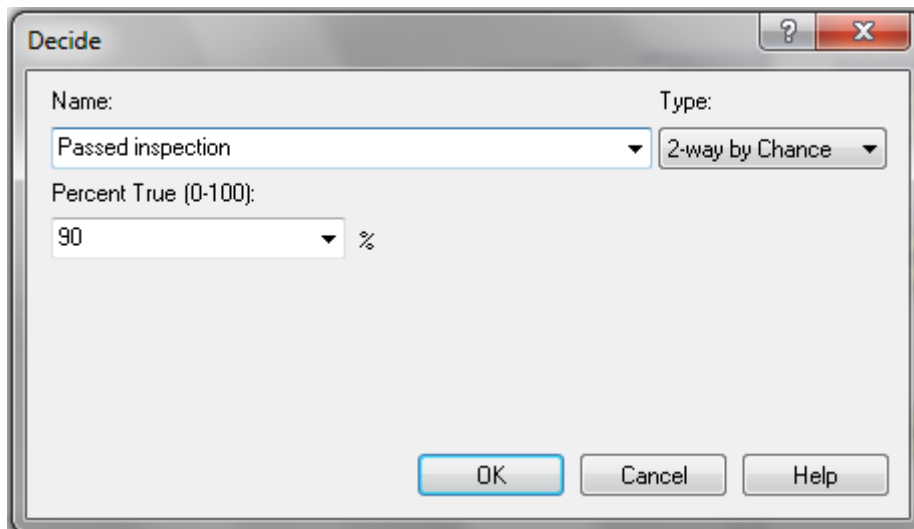 Decide
Name: Type:
Passed inspection 2-way by Chance
Percent True (0-100):
90 %
OK Cancel Help